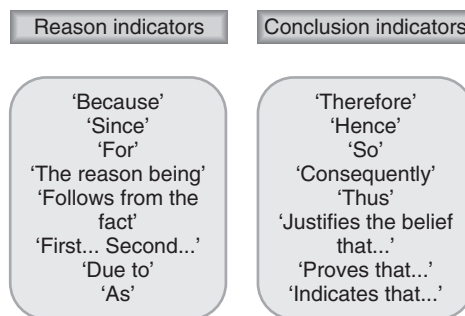 Reason indicators
Conclusion indicators
‘Because’
‘Since’
‘For’
‘The reason being’
‘Follows from the
fact’
‘First... Second...’
‘Due to’
‘As’
‘Therefore’
‘Hence’
‘So’
‘Consequently’
‘Thus’
‘Justifies the belief
that...’
‘Proves that...’
‘Indicates that...’